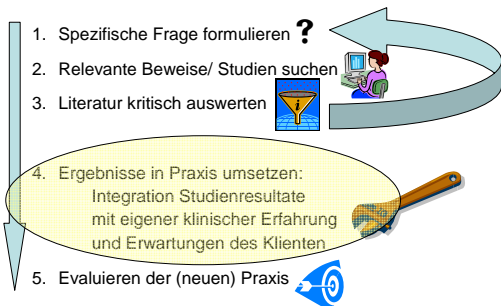 1. Spezifische Frage formulieren ?
2. Relevante Beweise/ Studien suchen
3. Literatur kritisch auswerten
i
4. Ergebnisse in Praxis umsetzen:
Integration Studienresultate
mit eigener klinischer Erfahrung
und Erwartungen des Klienten
5. Evaluieren der (neuen) Praxis